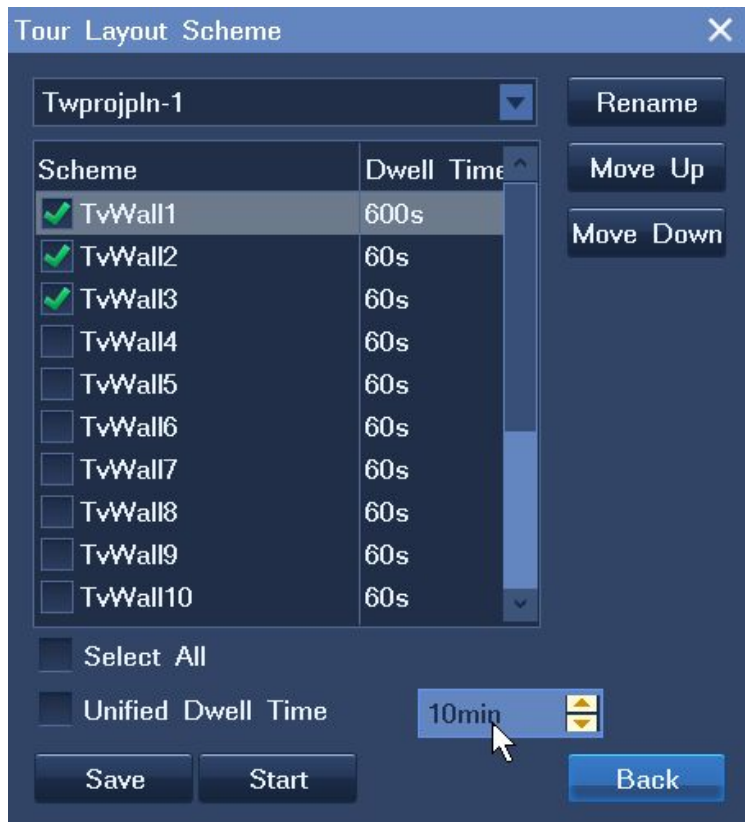 Tour Layout Scheme
Twprojpln-1
Rename
Scheme Dwell Time
Move Up
TvWall1 600s
Move Down
TvWall2 60s
TvWall3 60s
TvWall4 60s
TvWall5 60s
TvWall6 60s
TvWall7 60s
TvWall8 60s
TvWall9 60s
TvWall10 60s
Select All
Unified Dwell Time 10min
Save Start Back